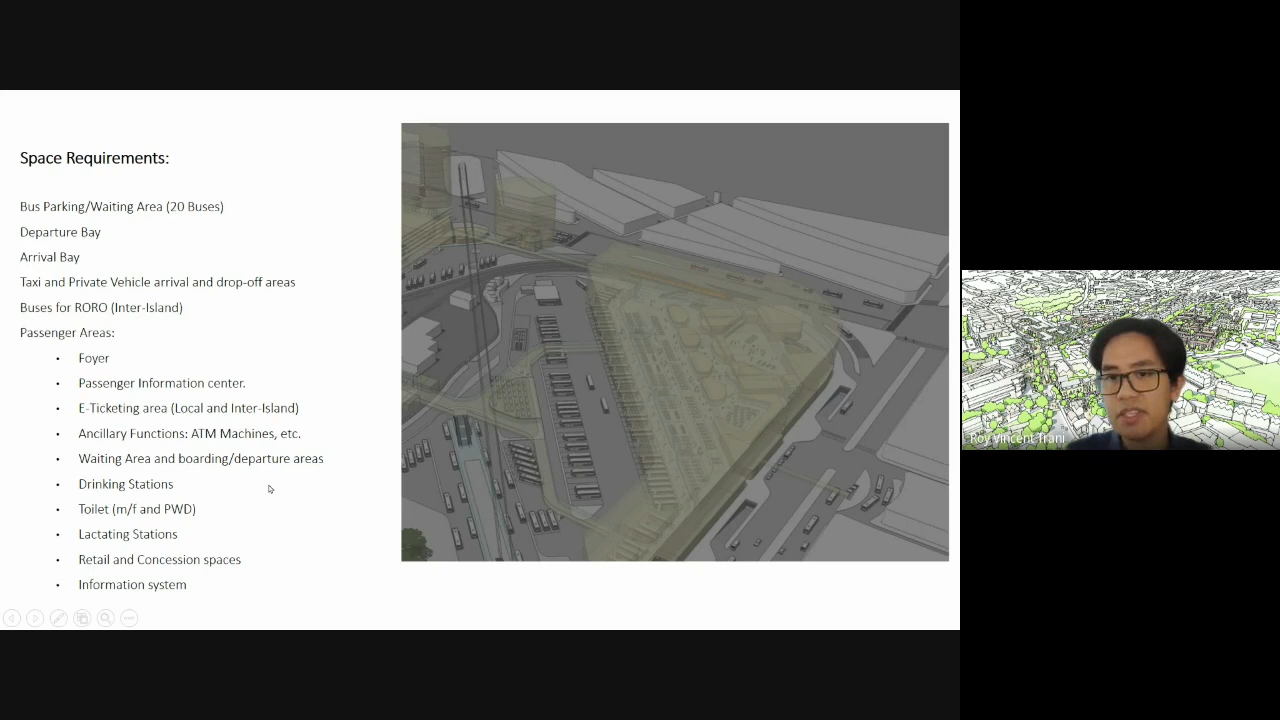 Space Requirements:
Bus Parking/Waiting Area (20 Buses)
Departure Bay
Arrival Bay
Taxi and Private Vehicle arrival and drop-off areas
Buses for RORO (Inter-Island)
Passenger Areas:
• Foyer
• Passenger Information center.
• E-Ticketing area (Local and Inter-Island)
• Ancillary Functions: ATM Machines, etc.
• Waiting Area and boarding/departure areas
• Drinking Stations
• Toilet (m/f and PWD)
• Lactating Stations
• Retail and Concession spaces
• Information system
Roy Vincent Trani